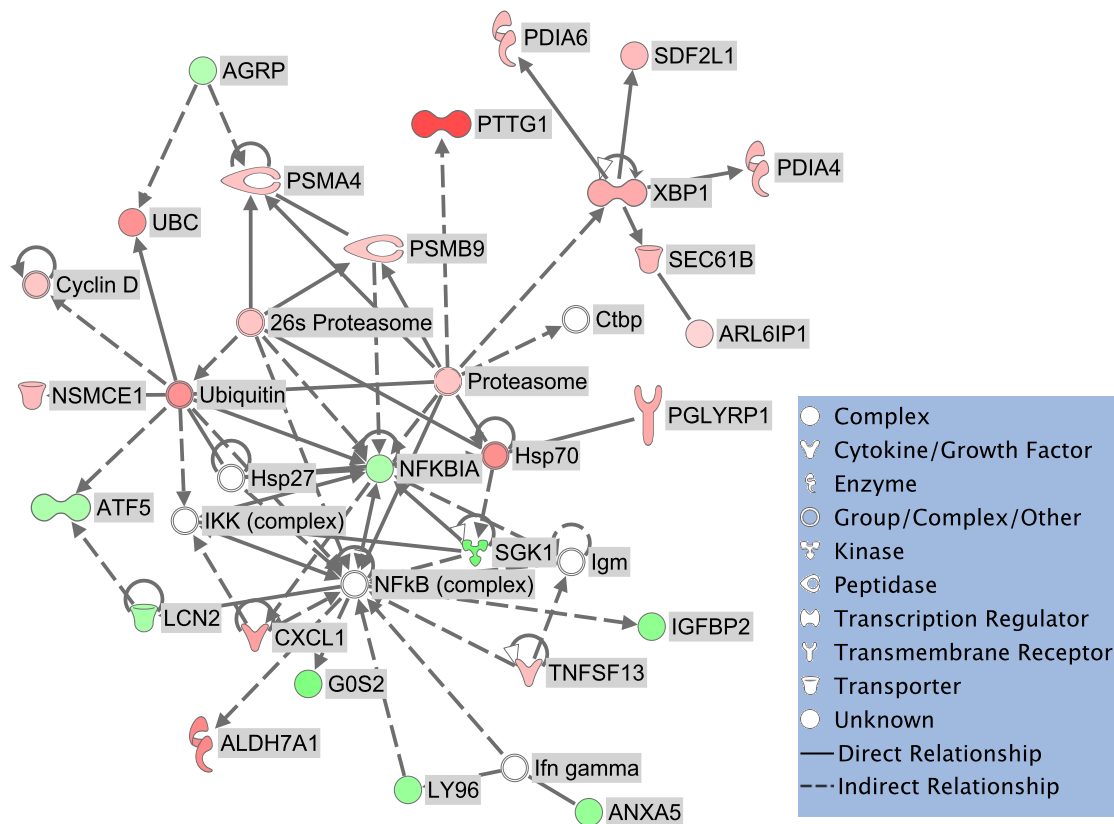 PDIA6
SDF2L1
AGRP
PTTG1
PSMA4
PDIA4
XBP1
UBC
PSMB9
SEC61B
Cyclin D
26s Proteasome
Ctbp
ARL6IP1
Proteasome
NSMCE1
Ubiquitin
PGLYRP1
Hsp70
NFKBIA
Hsp27
ATF5
IKK (complex)
SGK1
Igm
NFkB (complex)
LCN2
CXCL1
IGFBP2
TNFSF13
G0S2
ALDH7A1
Ifn gamma
LY96
ANXA5
Complex
Cytokine/Growth Factor
Enzyme
Group/Complex/Other
Kinase
Peptidase
Transcription Regulator
Transmembrane Receptor
Transporter
Unknown
Direct Relationship
Indirect Relationship